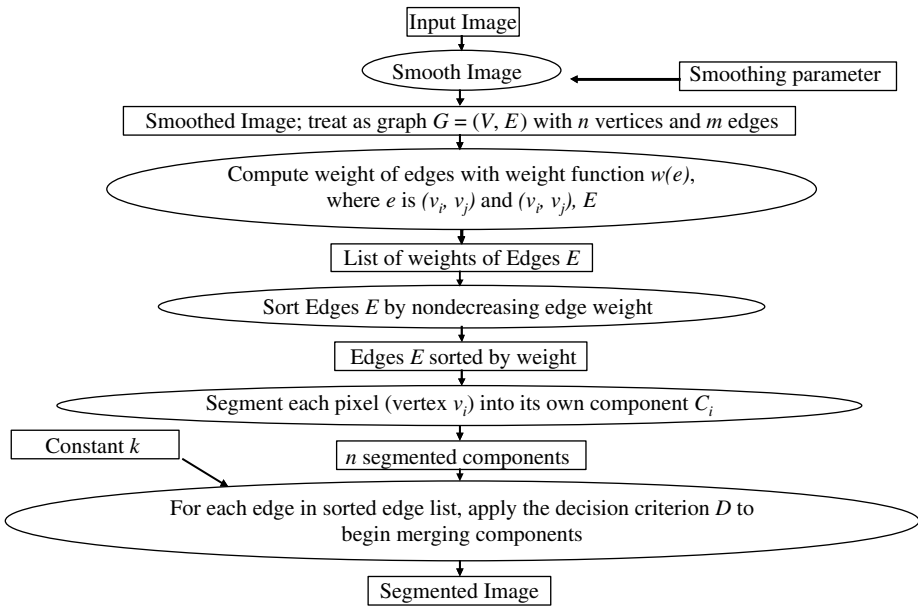 Input Image
Smooth Image
Smoothing parameter
Smoothed Image; treat as graph G = (V, E) with n vertices and m edges
Compute weight of edges with weight function w(e),
where e is (vi, vj) and (vi, vj), E
List of weights of Edges E
Sort Edges E by nondecreasing edge weight
Edges E sorted by weight
Segment each pixel (vertex vi) into its own component Ci
Constant k
n segmented components
For each edge in sorted edge list, apply the decision criterion D to
begin merging components
Segmented Image